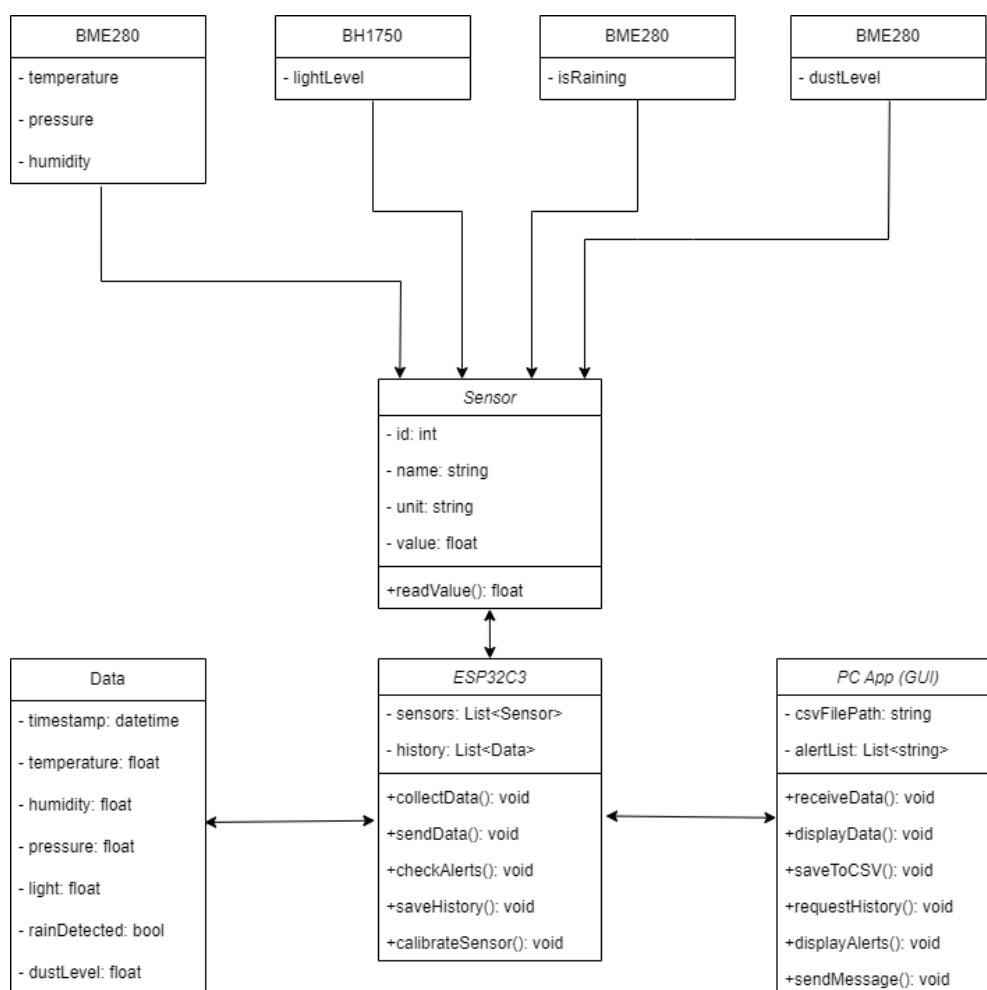 BME280
- temperature
- pressure
- humidity
BH1750
- lightLevel
BME280
- isRaining
BME280
- dustLevel
Sensor
- id: int
- name: string
- unit: string
- value: float
+readValue(): float
Data
- timestamp: datetime
- temperature: float
- humidity: float
- pressure: float
- light: float
- rainDetected: bool
- dustLevel: float
ESP32C3
- sensors: List<Sensor>
- history: List<Data>
+collectData(): void
+sendData(): void
+checkAlerts(): void
+saveHistory(): void
+calibrateSensor(): void
PC App (GUI)
- csvFilePath: string
- alertList: List<string>
+receiveData(): void
+displayData(): void
+saveToCSV(): void
+requestHistory(): void
+displayAlerts(): void
+sendMessage(): void